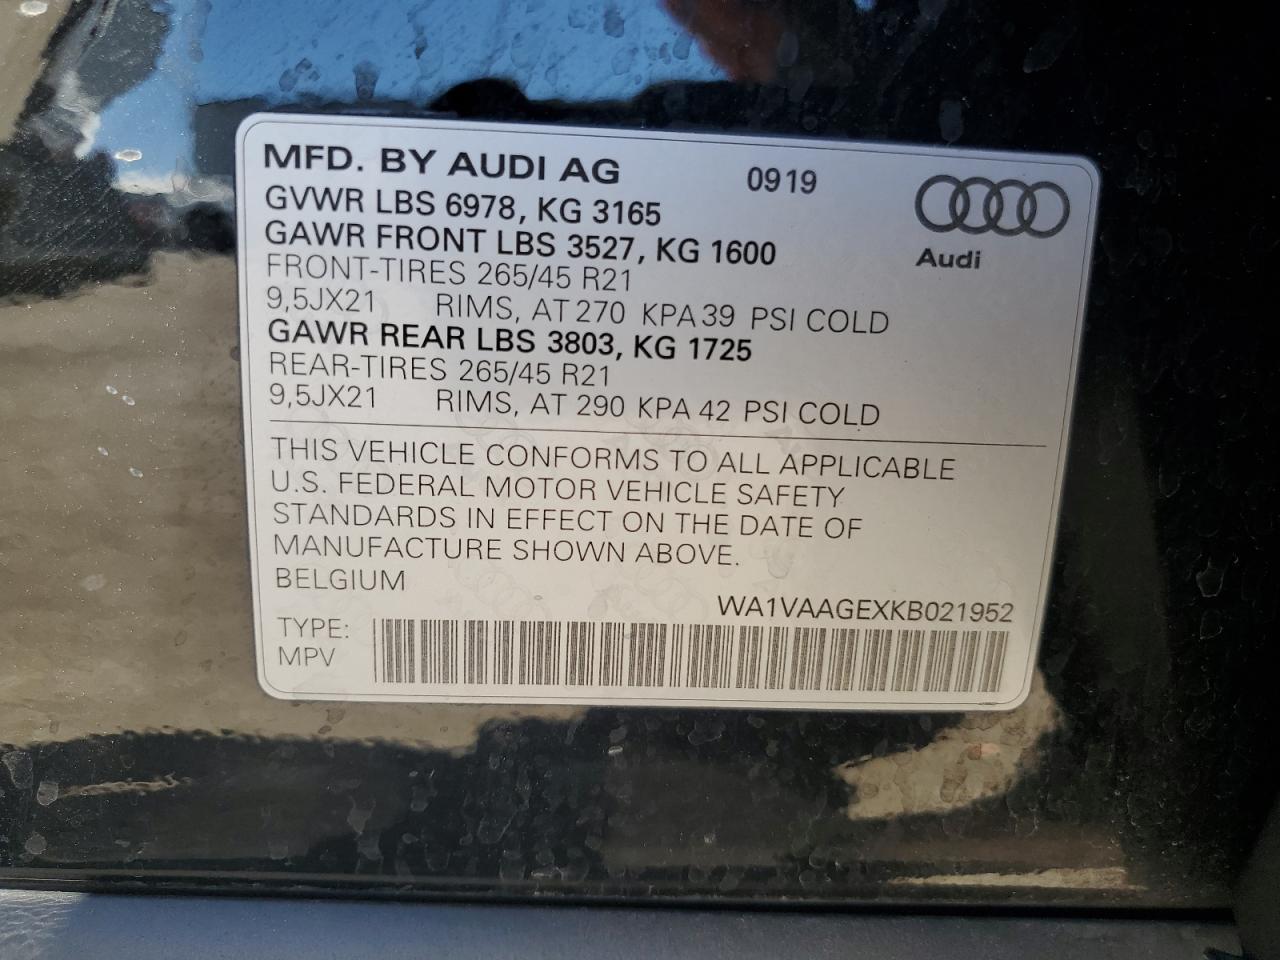 MFD. BY AUDI AG 0919
GVWR LBS 6978, KG 3165
GAWR FRONT LBS 3527, KG 1600
Audi
FRONT-TIRES 265/45 R21
9,5JX21 RIMS, AT 270 KPA 39 PSI COLD
GAWR REAR LBS 3803, KG 1725
REAR-TIRES 265/45 R21
9,5JX21 RIMS, AT 290 KPA 42 PSI COLD
THIS VEHICLE CONFORMS TO ALL APPLICABLE
U.S. FEDERAL MOTOR VEHICLE SAFETY
STANDARDS IN EFFECT ON THE DATE OF
MANUFACTURE SHOWN ABOVE.
BELGIUM
WA1VAAGEXKB021952
TYPE:
MPV